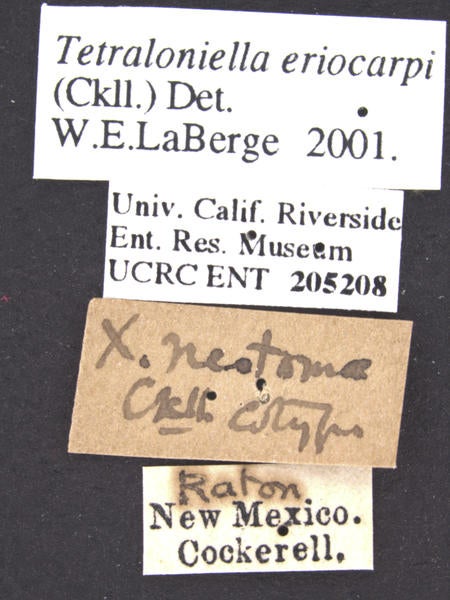 Tetraloniella eriocarpi
(Ckll.) Det.
W.E.LaBerge 2001.
Univ. Calif. Riverside
Ent. Res. Museum
UCRC ENT 205208
X. neotomae
Ckll. cotype
Raton
New Mexico.
Cockerell.